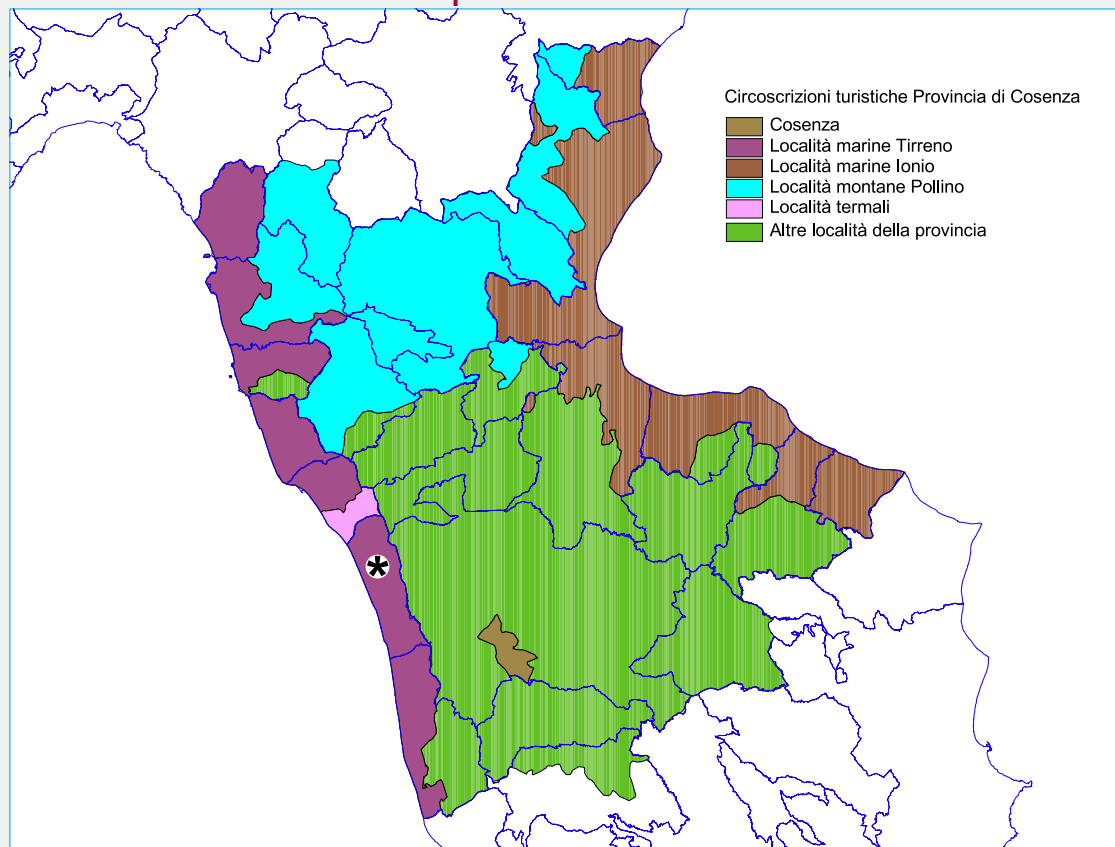 Circoscrizioni turistiche Provincia di Cosenza
Cosenza
Località marine Tirreno
Località marine Ionio
Località montane Pollino
Località termali
Altre località della provincia
*